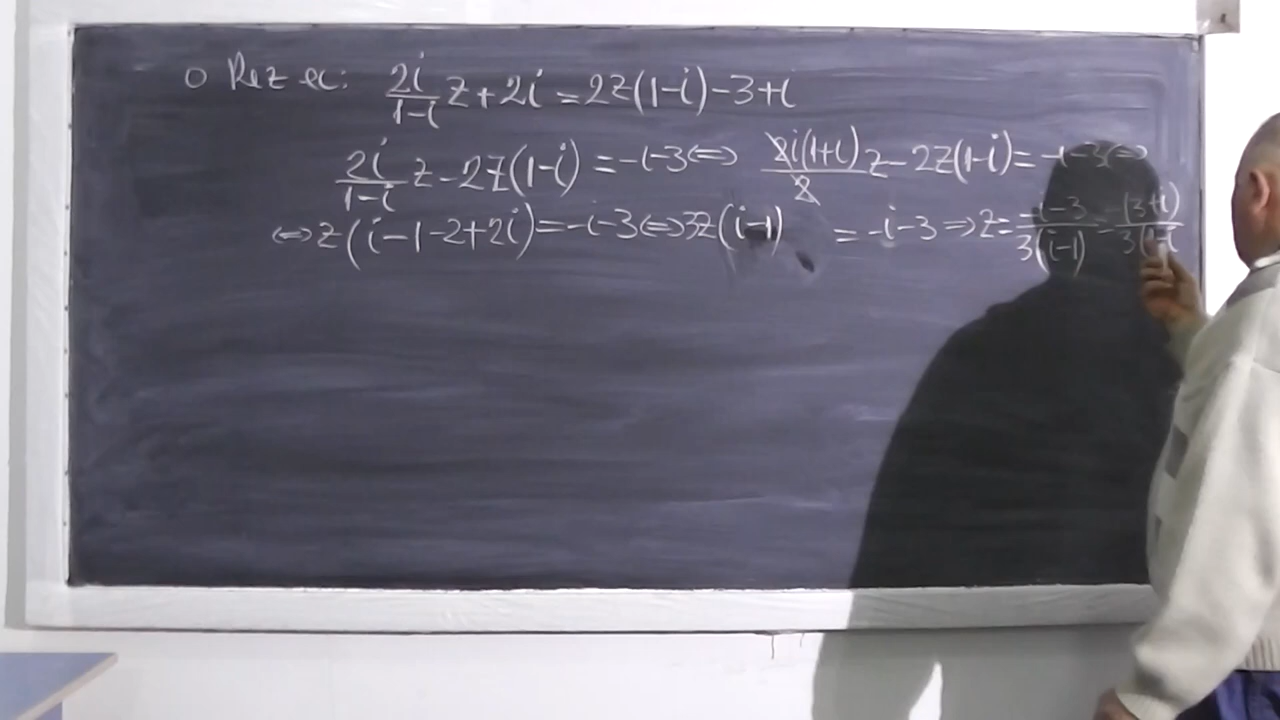 o Rez ec: 2i/1-i z + 2i = 2z(1-i) - 3 + i
2i/1-i z - 2z(1-i) = -i-3 ⇔ 2i(1+i)/2 z - 2z(1-i) = -i-3 ⇔
⇔ z(i-1-2+2i) = -i-3 ⇔ 3z(i-1) = -i-3 ⇒ z = -i-3/3(i-1) =